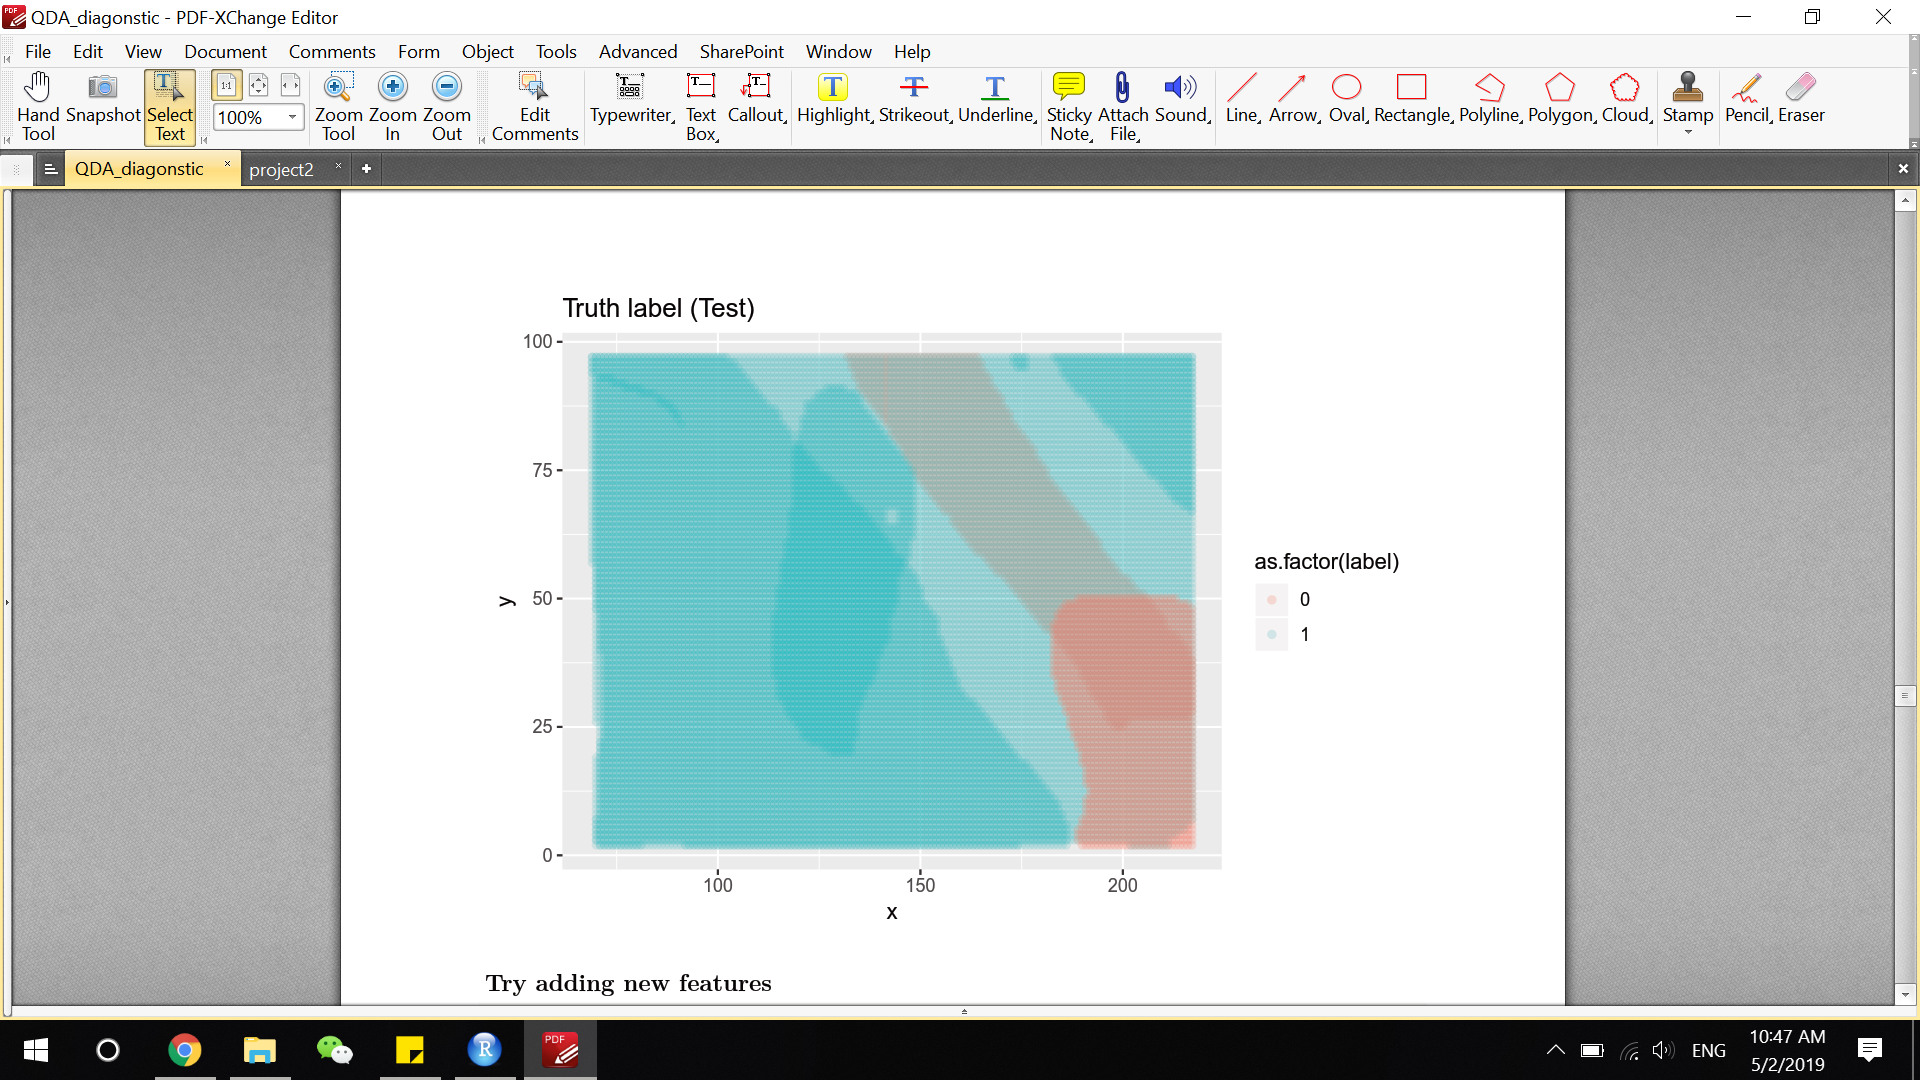 QDA_diagonstic - PDF-XChange Editor
File Edit View Document Comments Form Object Tools Advanced SharePoint Window Help
Hand Tool
Snapshot
Select Text
1:1
100%
Zoom Tool
Zoom In
Zoom Out
Edit Comments
Typewriter
Text Box
Callout
Highlight
Strikeout
Underline
Sticky Note
Attach File
Sound
Line
Arrow
Oval
Rectangle
Polyline
Polygon
Cloud
Stamp
Pencil
Eraser
QDA_diagonstic
project2
Truth label (Test)
100
75
50
25
0
y
100 150 200
x
as.factor(label)
0
1
Try adding new features
PDF
ENG
10:47 AM
5/2/2019